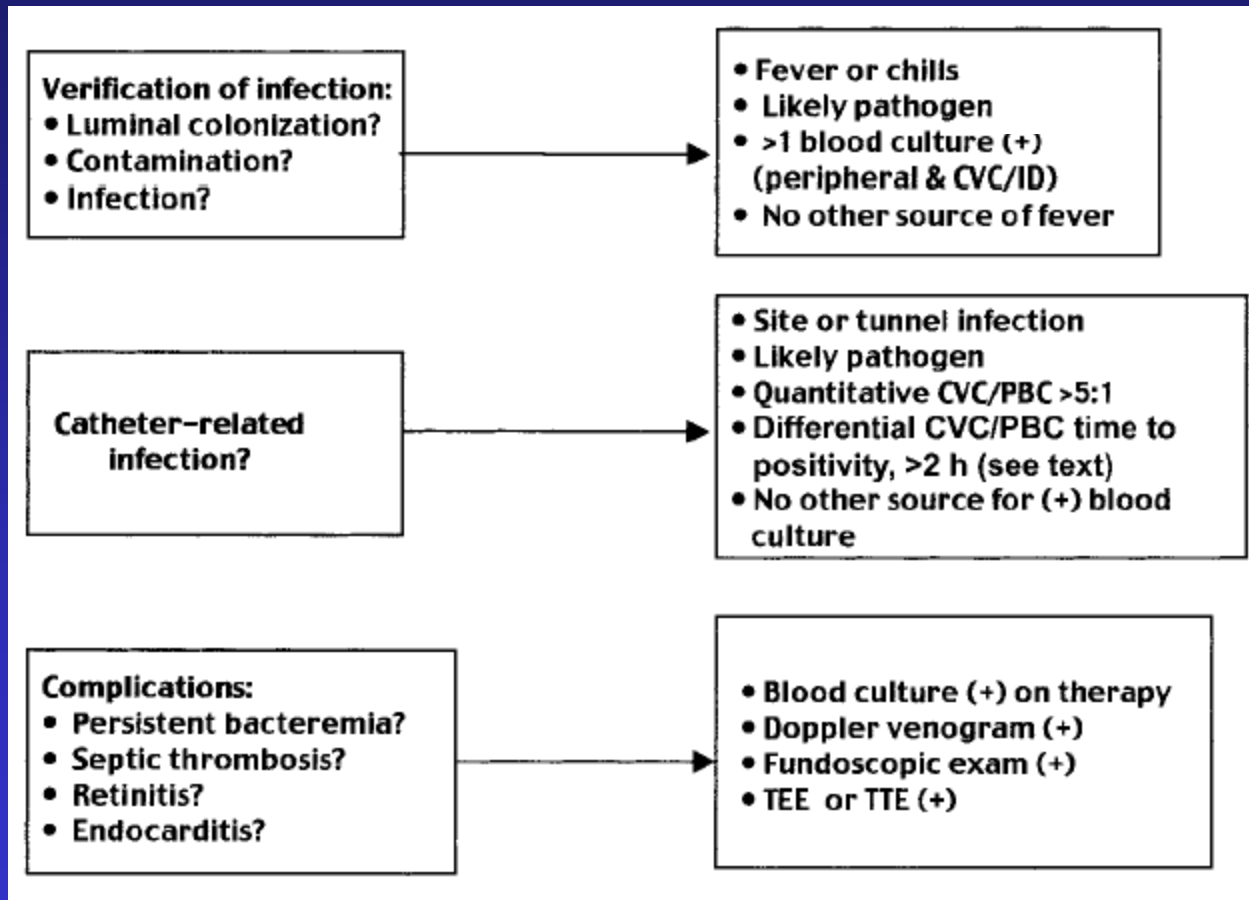 Verification of infection:
• Luminal colonization?
• Contamination?
• Infection?
• Fever or chills
• Likely pathogen
• >1 blood culture (+)
(peripheral & CVC/ID)
• No other source of fever
Catheter-related
infection?
• Site or tunnel infection
• Likely pathogen
• Quantitative CVC/PBC >5:1
• Differential CVC/PBC time to
positivity, >2 h (see text)
• No other source for (+) blood
culture
Complications:
• Persistent bacteremia?
• Septic thrombosis?
• Retinitis?
• Endocarditis?
• Blood culture (+) on therapy
• Doppler venogram (+)
• Fundoscopic exam (+)
• TEE or TTE (+)